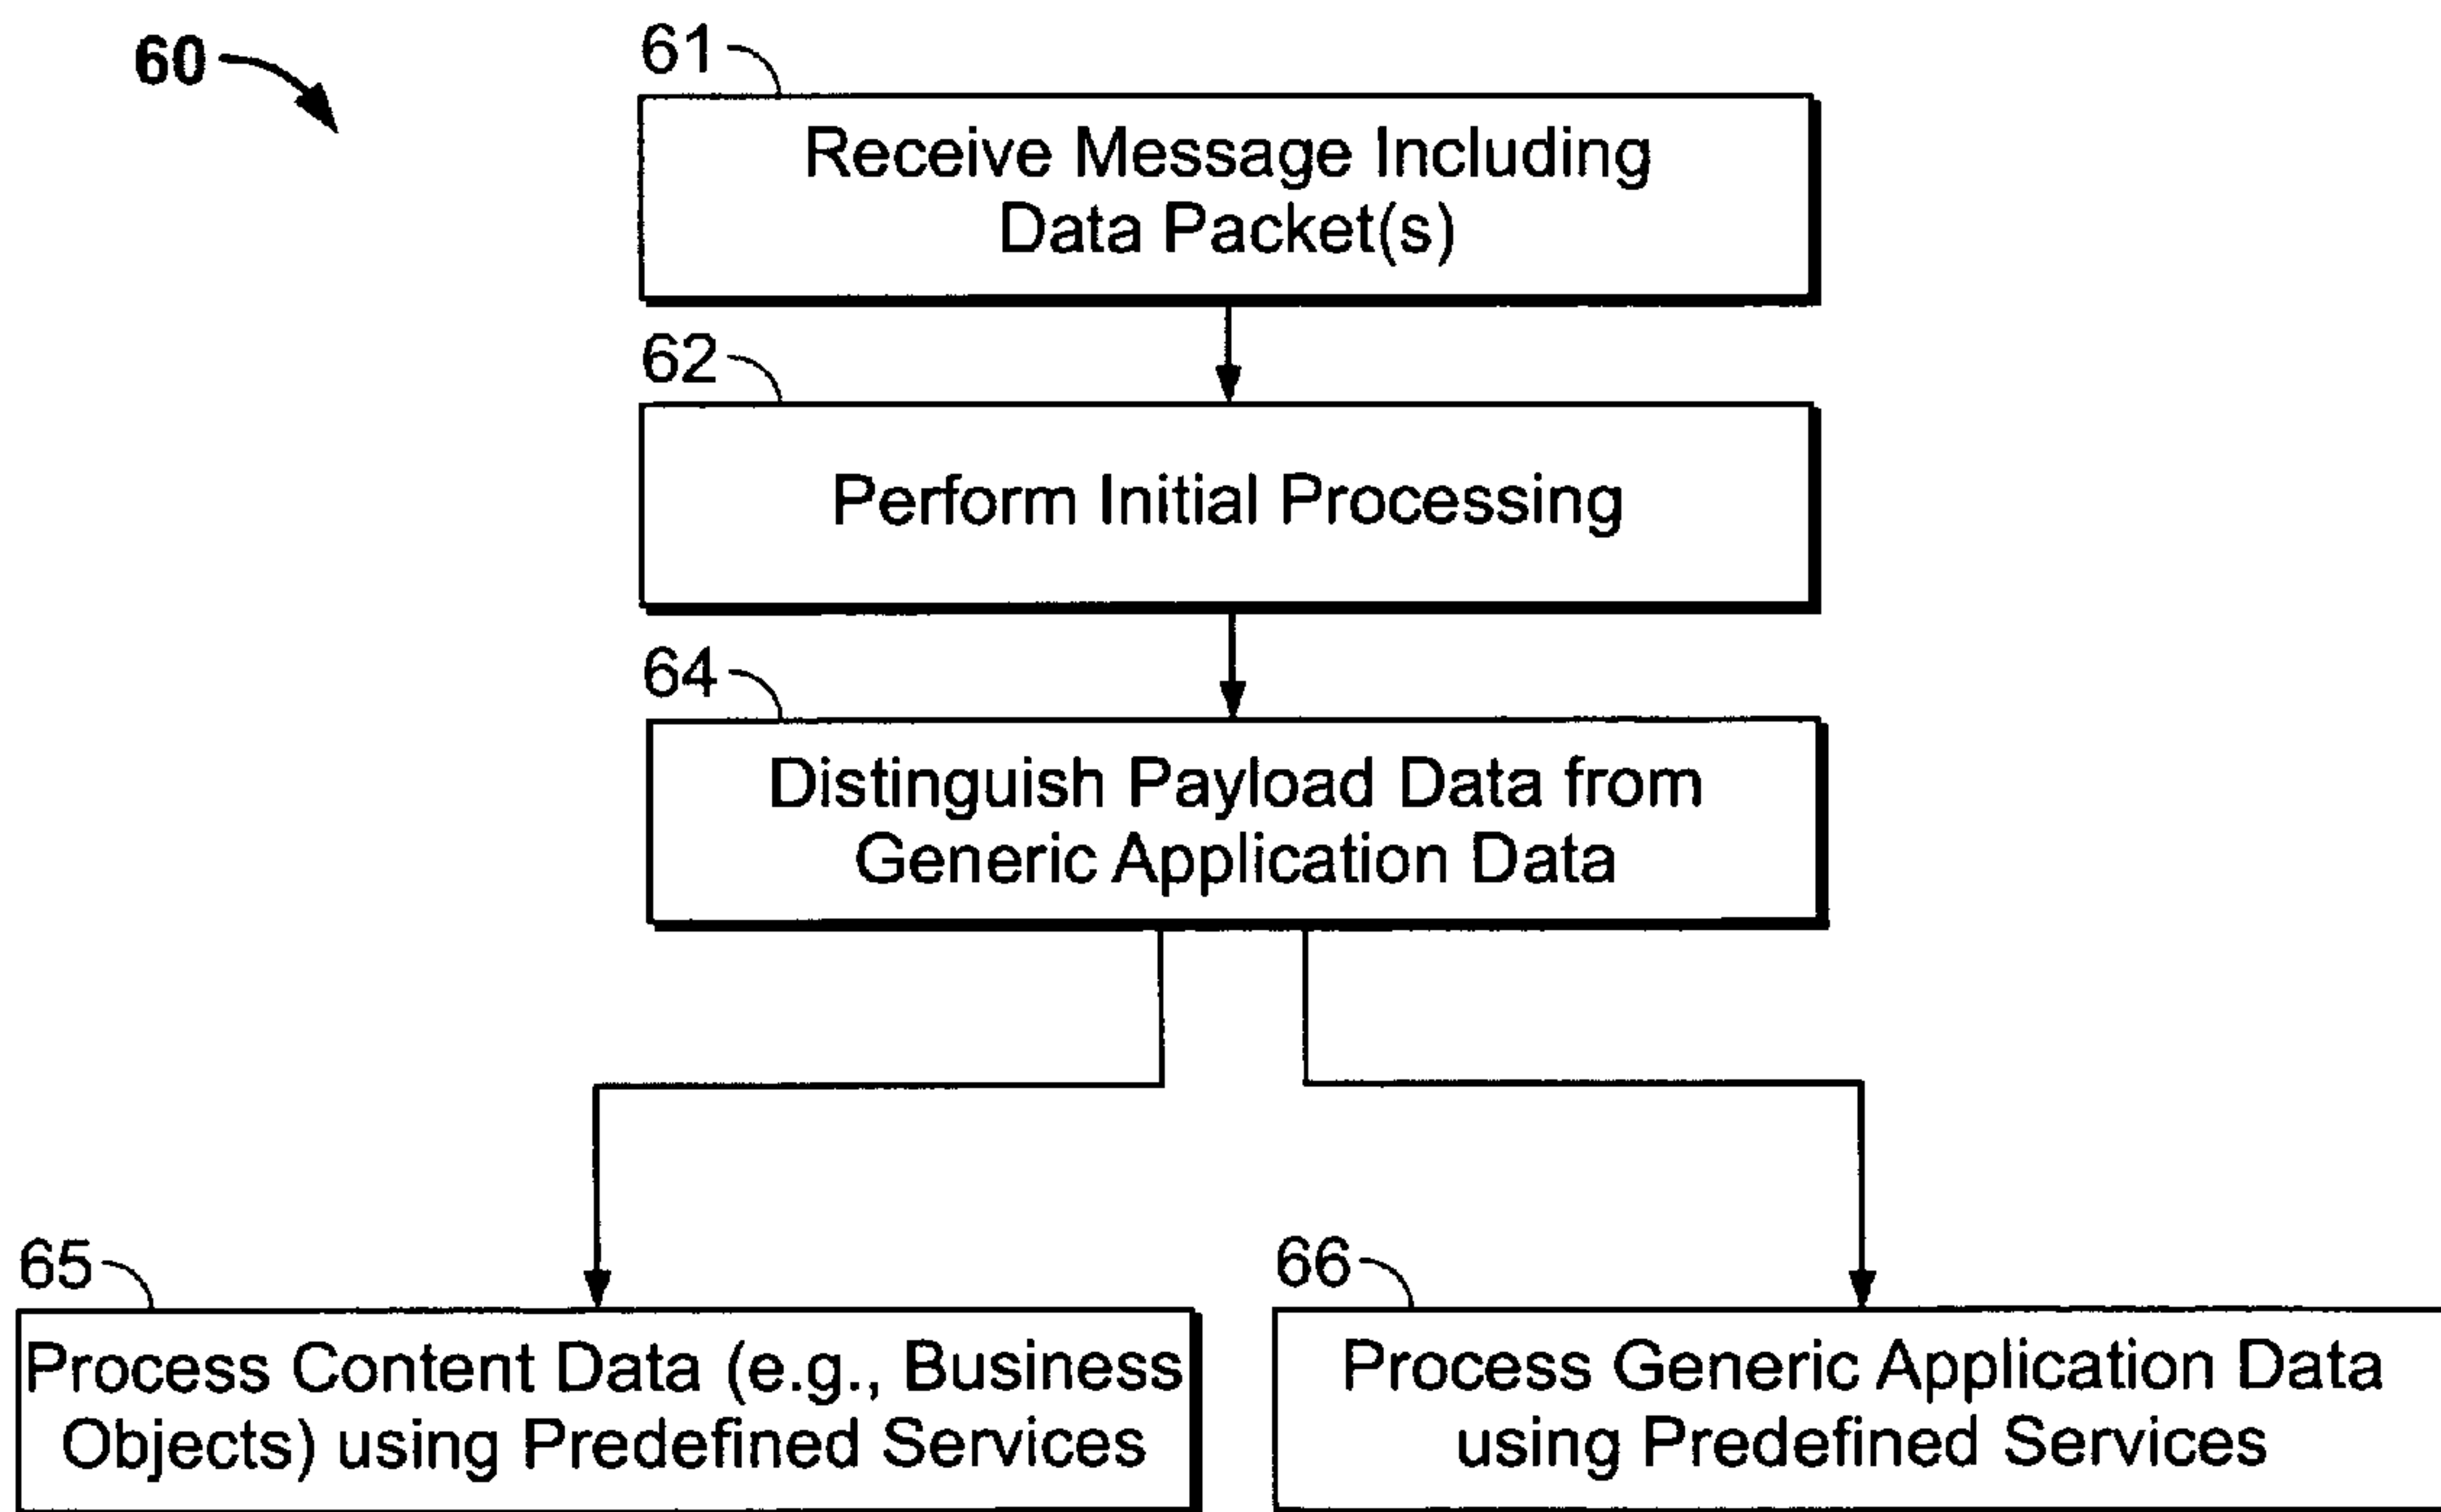 60
61
Receive Message Including
Data Packet(s)
62
Perform Initial Processing
64
Distinguish Payload Data from
Generic Application Data
65
Process Content Data (e.g., Business
Objects) using Predefined Services
66
Process Generic Application Data
using Predefined Services